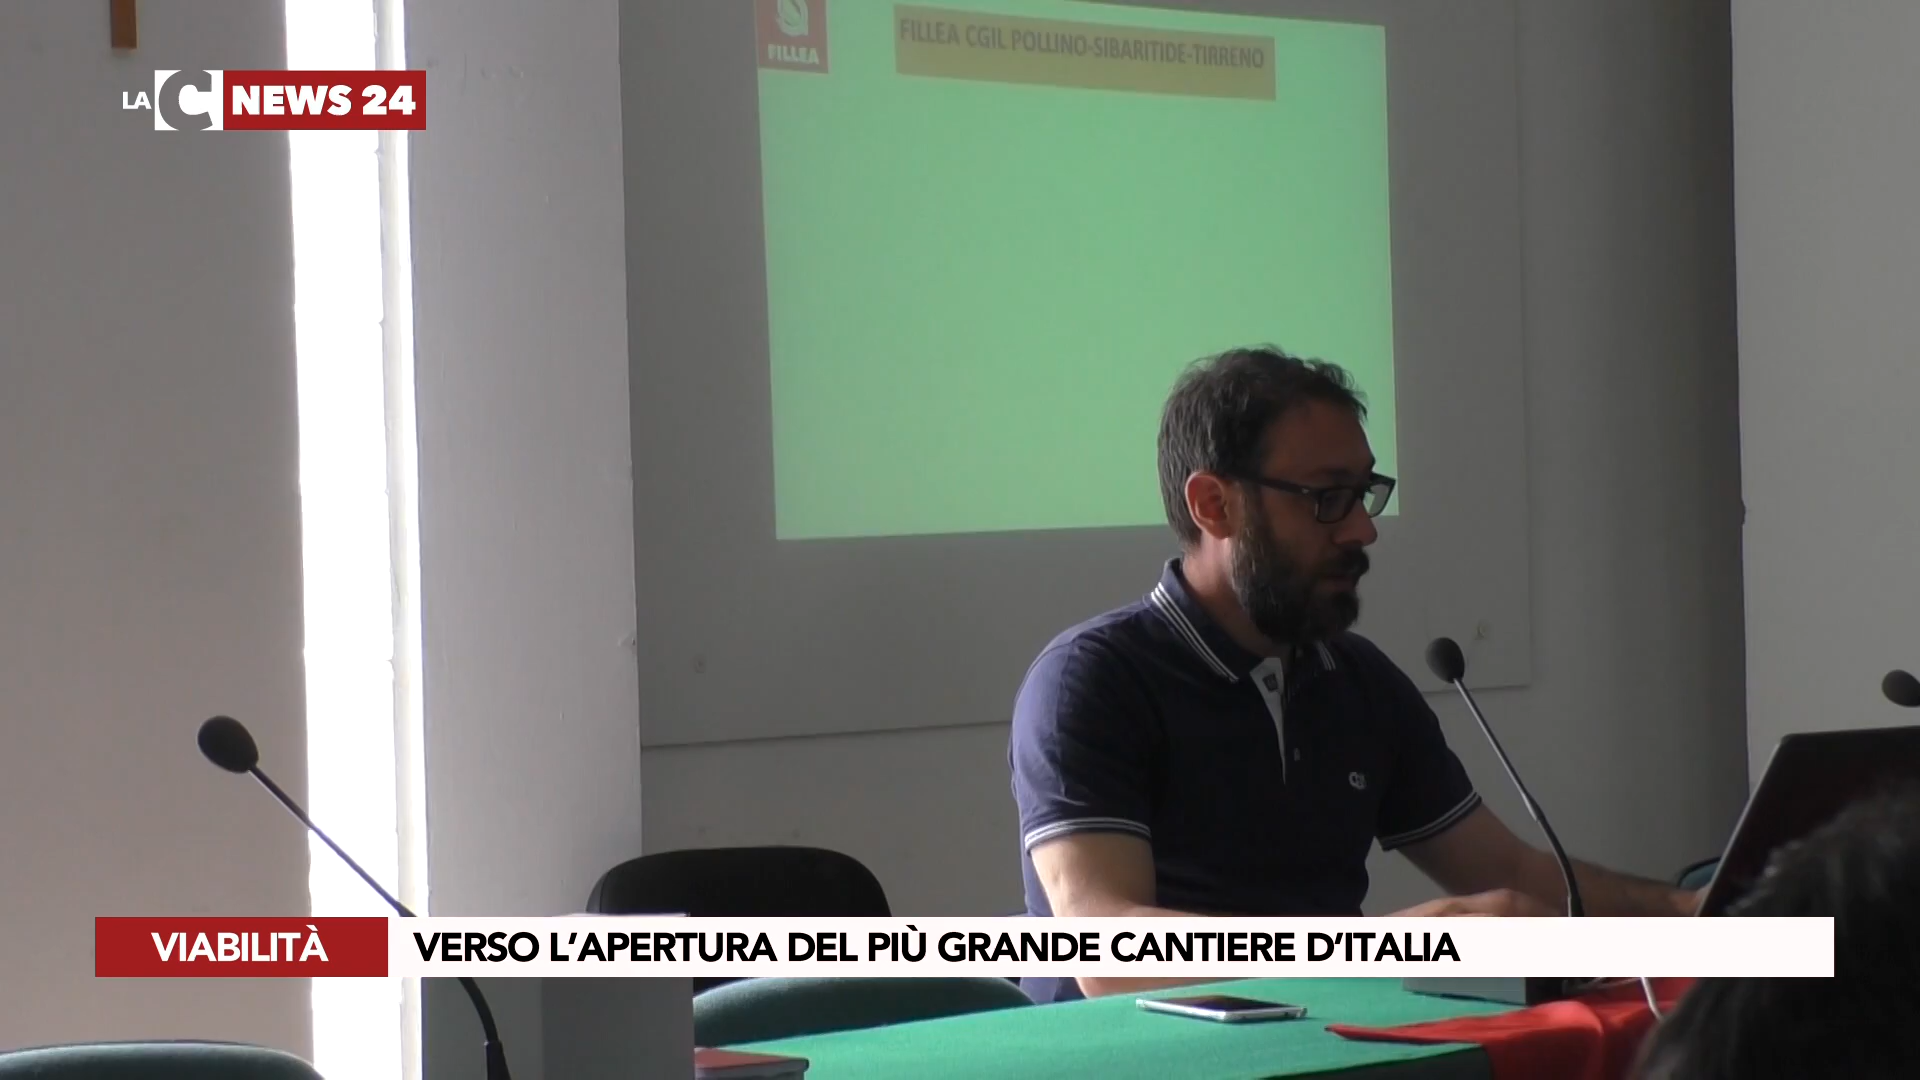 FILLEA
FILLEA CGIL POLLINO-SIBARITIDE-TIRRENO
LA C NEWS 24
VIABILITÀ
VERSO L’APERTURA DEL PIÙ GRANDE CANTIERE D’ITALIA